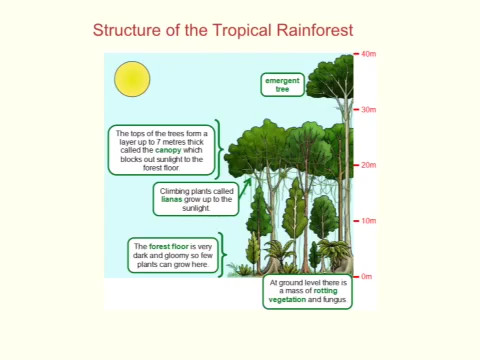 Structure of the Tropical Rainforest
40m
emergent
tree
30m
The tops of the trees form a
layer up to 7 metres thick
called the canopy which
blocks out sunlight to the
forest floor
20m
Climbing plants called
lianas grow up to the
sunlight.
10m
The forest floor is very
dark and gloomy so few
plants can grow here.
0m
At ground level there is
a mass of rotting
vegetation and fungus